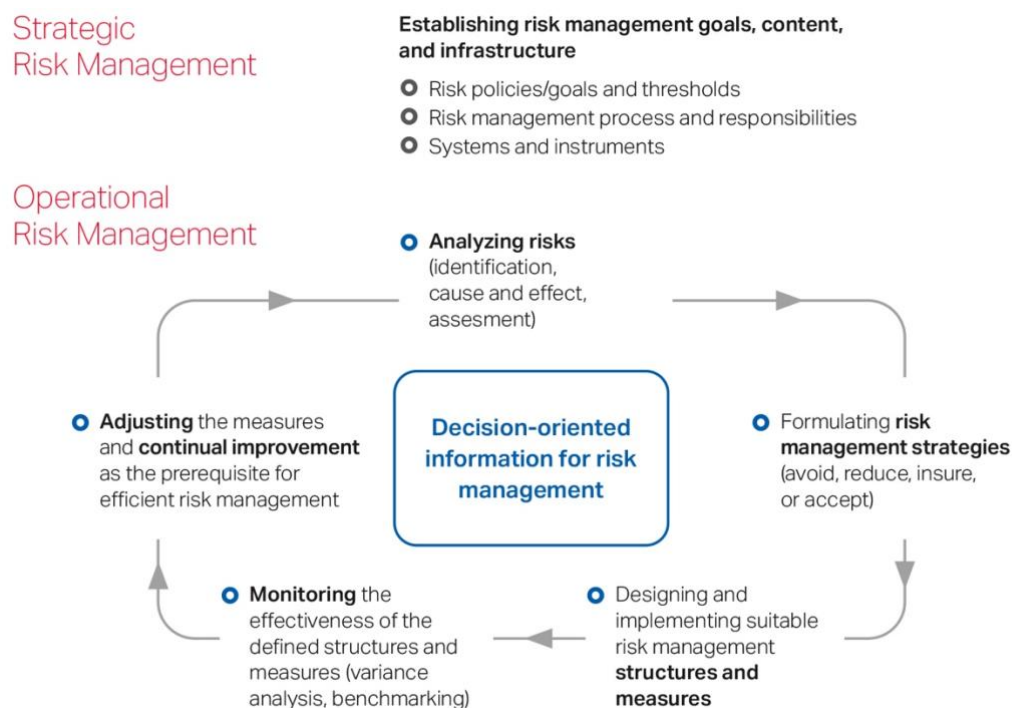 Strategic
Risk Management
Establishing risk management goals, content,
and infrastructure
Risk policies/goals and thresholds
Risk management process and responsibilities
Systems and instruments
Operational
Risk Management
Analyzing risks
(identification,
cause and effect,
assesment)
Adjusting the measures
and continual improvement
as the prerequisite for
efficient risk management
Decision-oriented
information for risk
management
Formulating risk
management strategies
(avoid, reduce, insure,
or accept)
Monitoring the
effectiveness of the
defined structures and
measures (variance
analysis, benchmarking)
Designing and
implementing suitable
risk management
structures and
measures